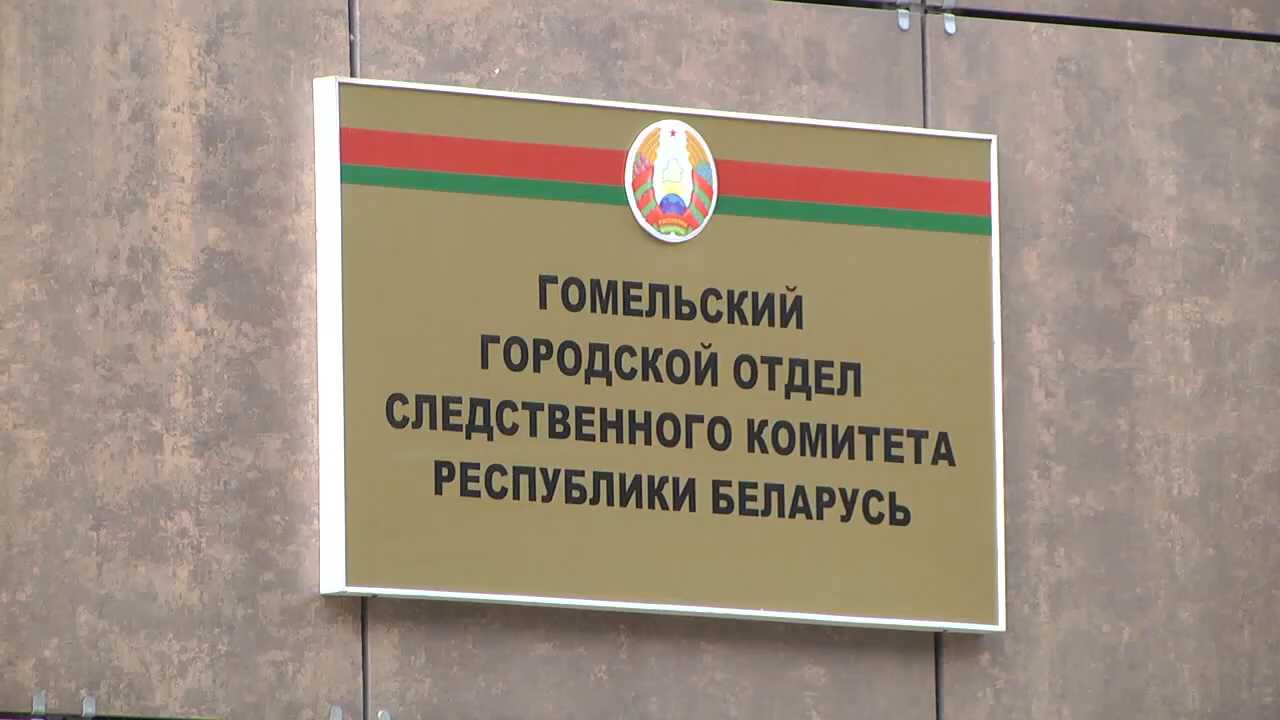 ГОМЕЛЬСКИЙ
ГОРОДСКОЙ ОТДЕЛ
СЛЕДСТВЕННОГО КОМИТЕТА
РЕСПУБЛИКИ БЕЛАРУСЬ